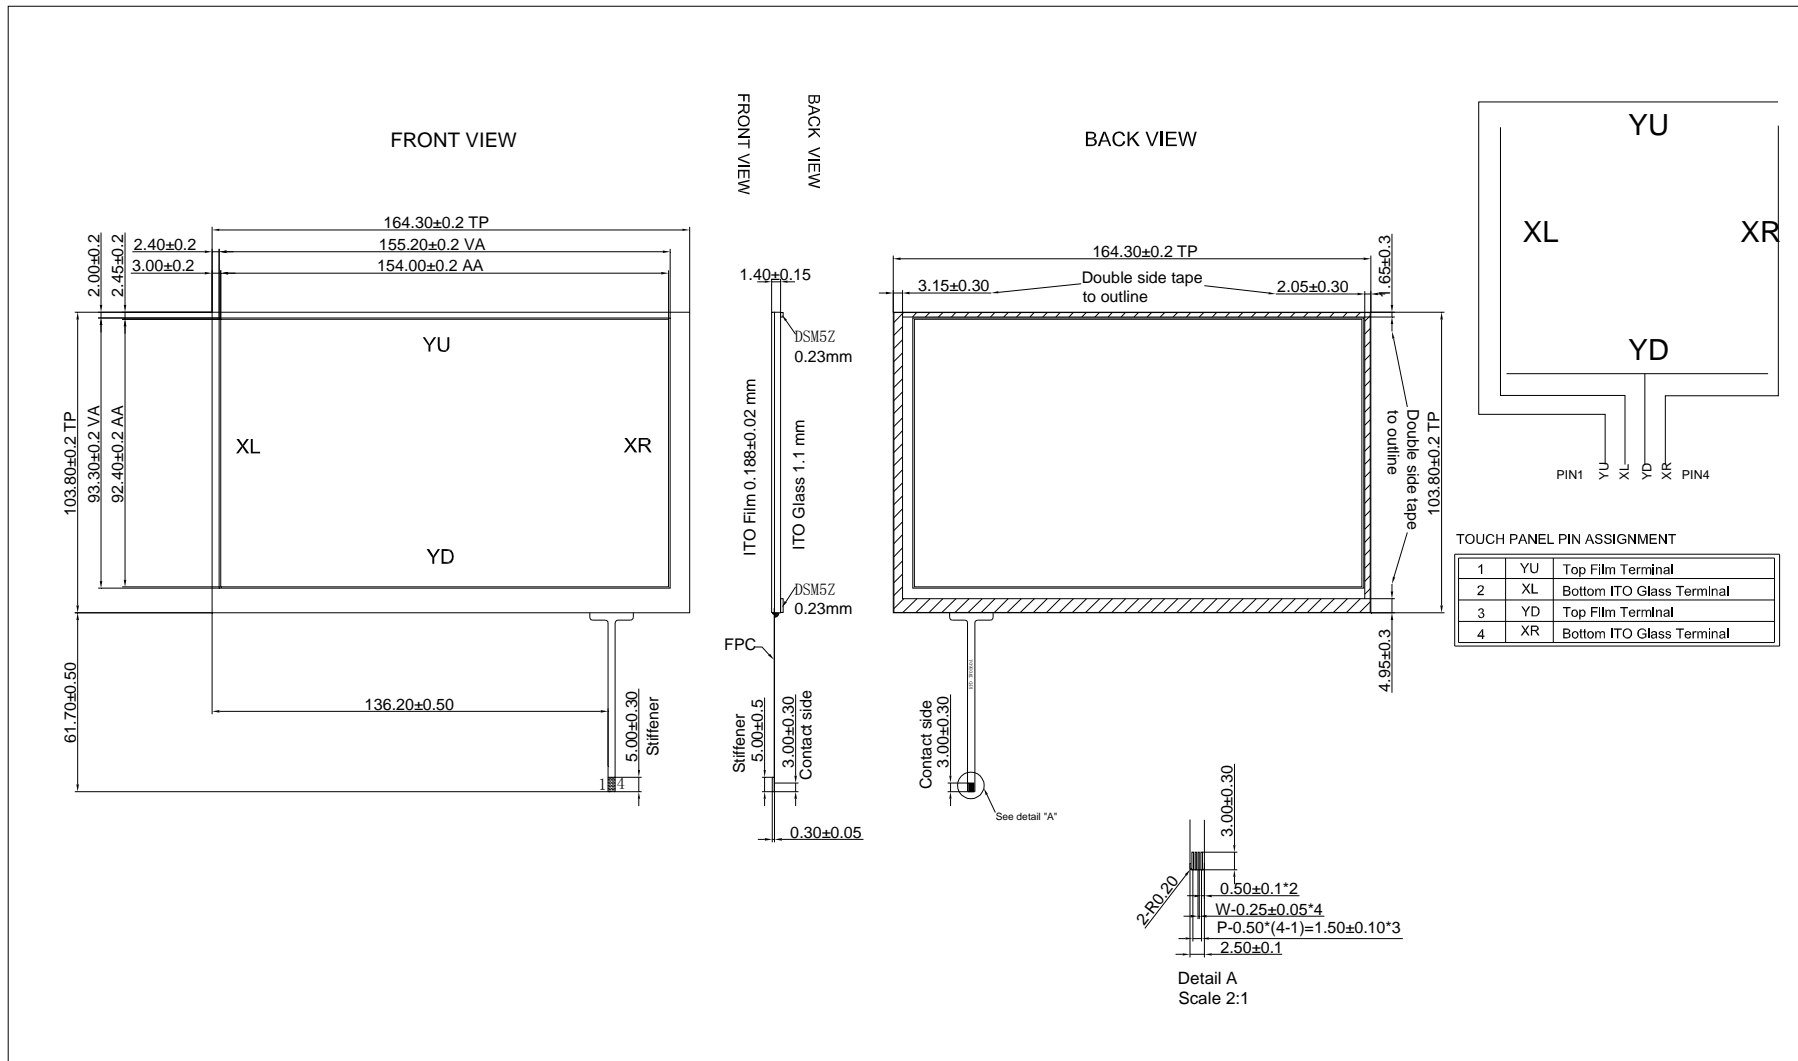 FRONT VIEW
164.30±0.2 TP
2.40±0.2
155.20±0.2 VA
3.00±0.2
154.00±0.2 AA
2.00±0.2
2.45±0.2
103.80±0.2 TP
93.30±0.2 VA
92.40±0.2 AA
YU
XL
XR
YD
61.70±0.50
136.20±0.50
5.00±0.30
Stiffener
1
4
FRONT VIEW
BACK VIEW
1.40±0.15
DSM5Z
0.23mm
ITO Film 0.188±0.02 mm
ITO Glass 1.1 mm
DSM5Z
0.23mm
FPC
Stiffener
5.00±0.5
3.00±0.30
Contact side
0.30±0.05
BACK VIEW
164.30±0.2 TP
3.15±0.30
Double side tape
to outline
2.05±0.30
1.65±0.3
Double side tape
to outline
103.80±0.2 TP
4.95±0.3
Contact side
3.00±0.30
See detail "A"
3.00±0.30
2-R0.20
0.50±0.1*2
W-0.25±0.05*4
P-0.50*(4-1)=1.50±0.10*3
2.50±0.1
Detail A
Scale 2:1
YU
XL
XR
YD
PIN1 YU XL YD XR PIN4
TOUCH PANEL PIN ASSIGNMENT
1 YU Top Film Terminal
2 XL Bottom ITO Glass Terminal
3 YD Top Film Terminal
4 XR Bottom ITO Glass Terminal